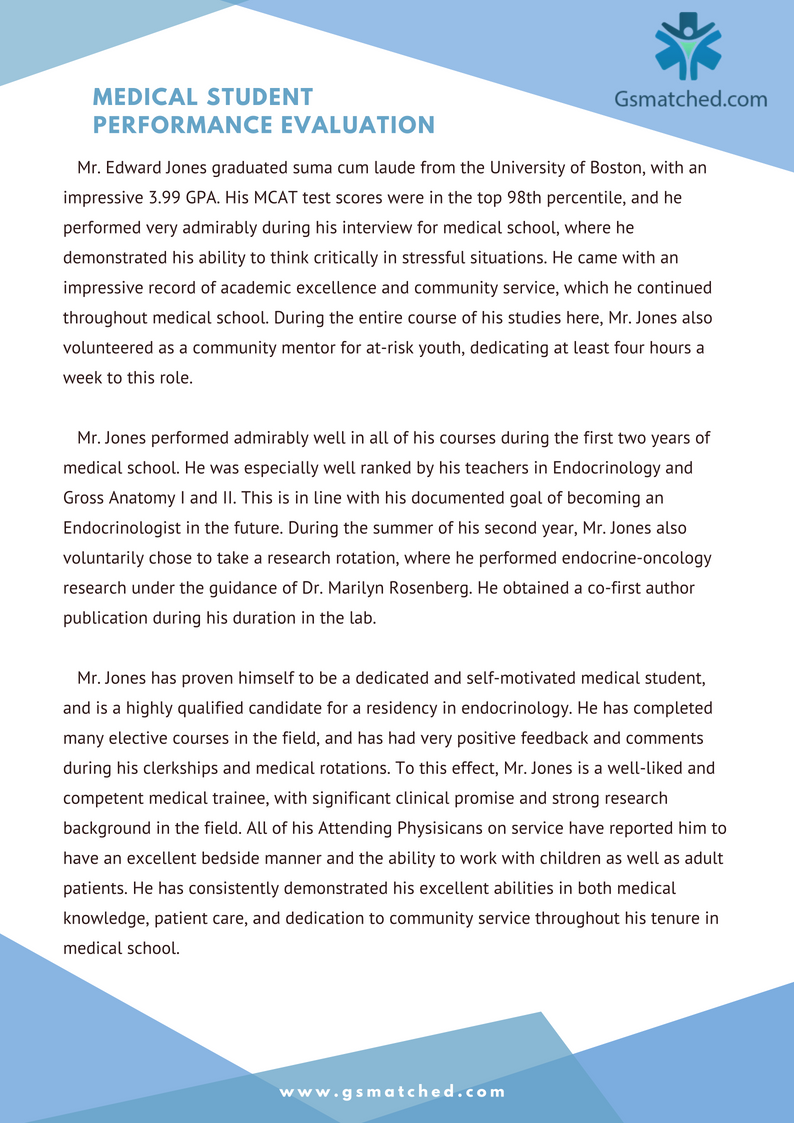 Gsmatched.com
MEDICAL STUDENT
PERFORMANCE EVALUATION
Mr. Edward Jones graduated suma cum laude from the University of Boston, with an
impressive 3.99 GPA. His MCAT test scores were in the top 98th percentile, and he
performed very admirably during his interview for medical school, where he
demonstrated his ability to think critically in stressful situations. He came with an
impressive record of academic excellence and community service, which he continued
throughout medical school. During the entire course of his studies here, Mr. Jones also
volunteered as a community mentor for at-risk youth, dedicating at least four hours a
week to this role.
Mr. Jones performed admirably well in all of his courses during the first two years of
medical school. He was especially well ranked by his teachers in Endocrinology and
Gross Anatomy I and II. This is in line with his documented goal of becoming an
Endocrinologist in the future. During the summer of his second year, Mr. Jones also
voluntarily chose to take a research rotation, where he performed endocrine-oncology
research under the guidance of Dr. Marilyn Rosenberg. He obtained a co-first author
publication during his duration in the lab.
Mr. Jones has proven himself to be a dedicated and self-motivated medical student,
and is a highly qualified candidate for a residency in endocrinology. He has completed
many elective courses in the field, and has had very positive feedback and comments
during his clerkships and medical rotations. To this effect, Mr. Jones is a well-liked and
competent medical trainee, with significant clinical promise and strong research
background in the field. All of his Attending Physisicans on service have reported him to
have an excellent bedside manner and the ability to work with children as well as adult
patients. He has consistently demonstrated his excellent abilities in both medical
knowledge, patient care, and dedication to community service throughout his tenure in
medical school.
www.gsmatched.com